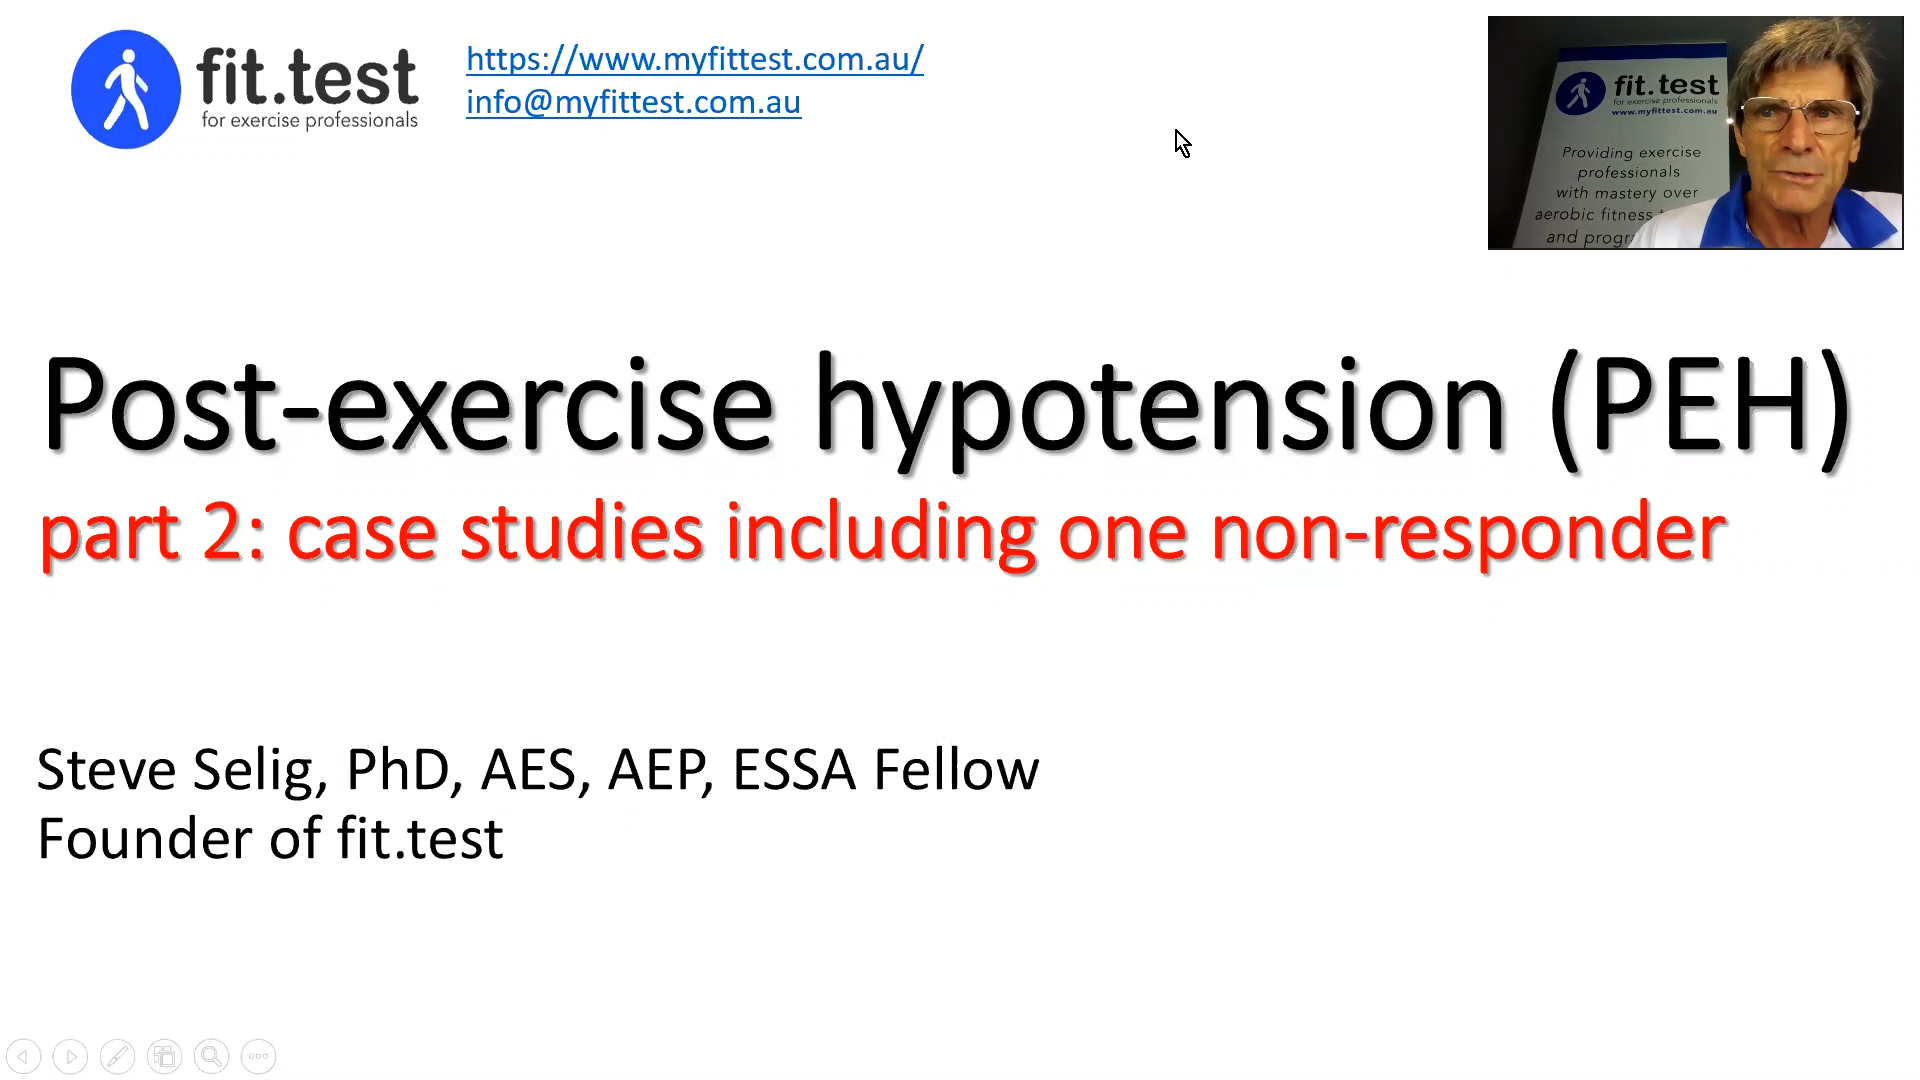 fit.test
for exercise professionals
https://www.myfittest.com.au/
info@myfittest.com.au
fit.test
for exercise professionals
www.myfittest.com.au
Providing exercise
professionals
with mastery over
aerobic fitness
and
Post-exercise hypotension (PEH)
part 2: case studies including one non-responder
Steve Selig, PhD, AES, AEP, ESSA Fellow
Founder of fit.test